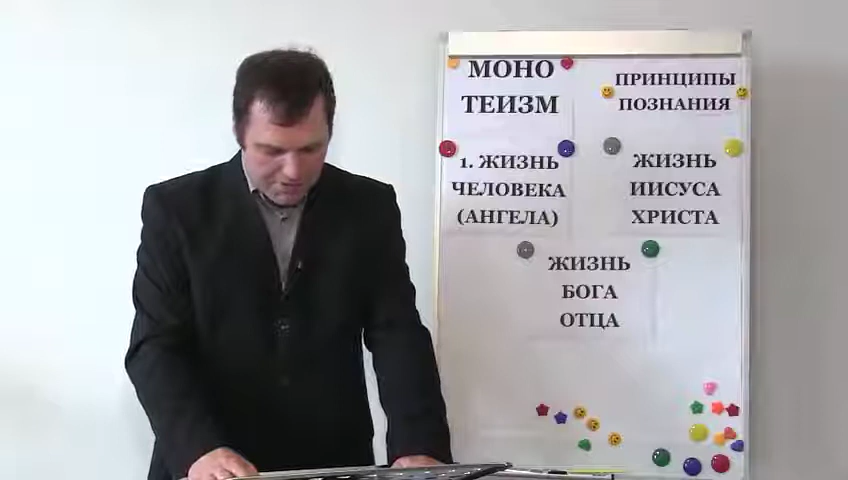 МОНО
ТЕИЗМ
ПРИНЦИПЫ
ПОЗНАНИЯ
1. ЖИЗНЬ
ЧЕЛОВЕКА
(АНГЕЛА)
ЖИЗНЬ
ИИСУСА
ХРИСТА
ЖИЗНЬ
БОГА
ОТЦА